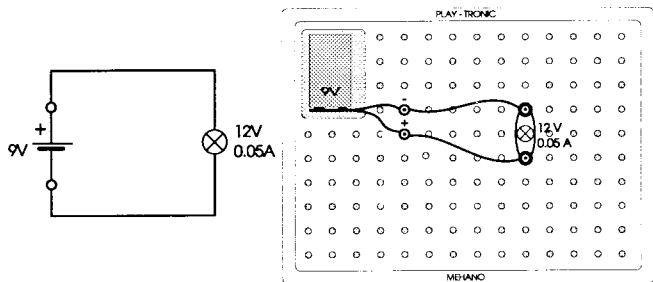 PLAY - TRONIC
+
9V
12V
0.05A
9V
-
+
12V
0.05 A
MEHANO